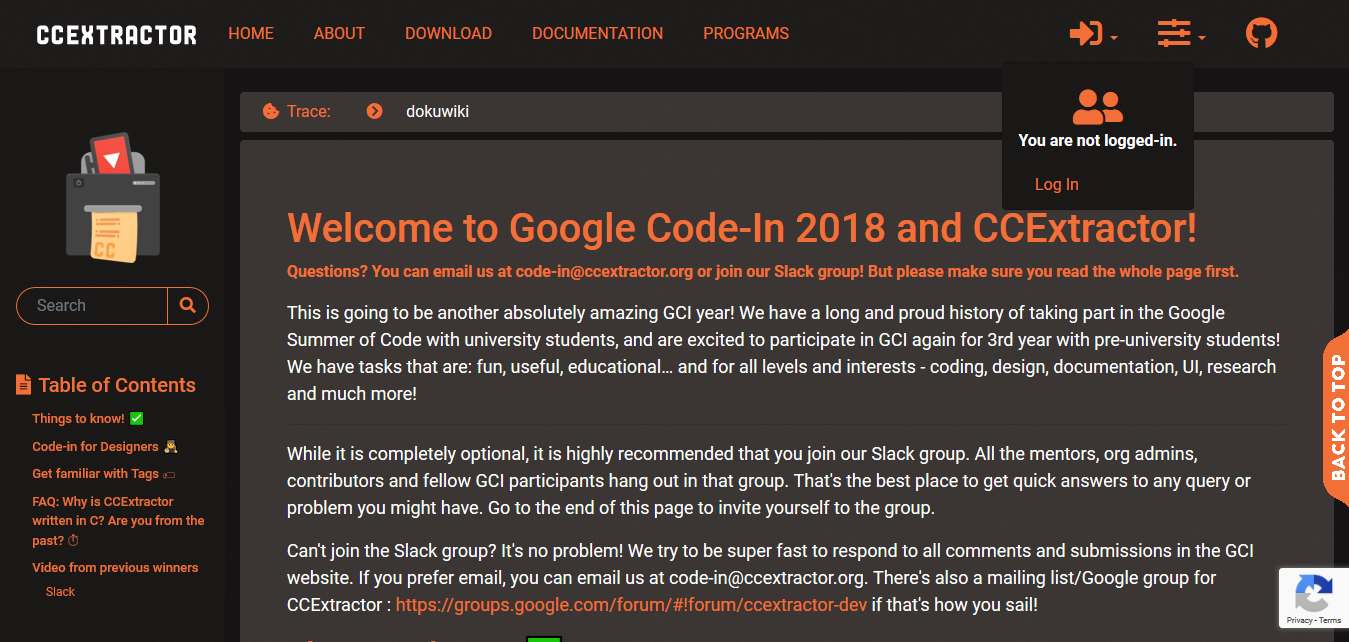 CCEXTRACTOR HOME ABOUT DOWNLOAD DOCUMENTATION PROGRAMS
Trace: dokuwiki
You are not logged-in.
Log In
CC
Search
Table of Contents
Things to know! ✅
Code-in for Designers
Get familiar with Tags
FAQ: Why is CCExtractor
written in C? Are you from the
past?
Video from previous winners
Slack
Welcome to Google Code-In 2018 and CCExtractor!
Questions? You can email us at code-in@ccextractor.org or join our Slack group! But please make sure you read the whole page first.
This is going to be another absolutely amazing GCI year! We have a long and proud history of taking part in the Google
Summer of Code with university students, and are excited to participate in GCI again for 3rd year with pre-university students!
We have tasks that are: fun, useful, educational… and for all levels and interests - coding, design, documentation, UI, research
and much more!
While it is completely optional, it is highly recommended that you join our Slack group. All the mentors, org admins,
contributors and fellow GCI participants hang out in that group. That's the best place to get quick answers to any query or
problem you might have. Go to the end of this page to invite yourself to the group.
Can't join the Slack group? It's no problem! We try to be super fast to respond to all comments and submissions in the GCI
website. If you prefer email, you can email us at code-in@ccextractor.org. There's also a mailing list/Google group for
CCExtractor : https://groups.google.com/forum/#!forum/ccextractor-dev if that's how you sail!
BACK TO TOP
Privacy - Terms